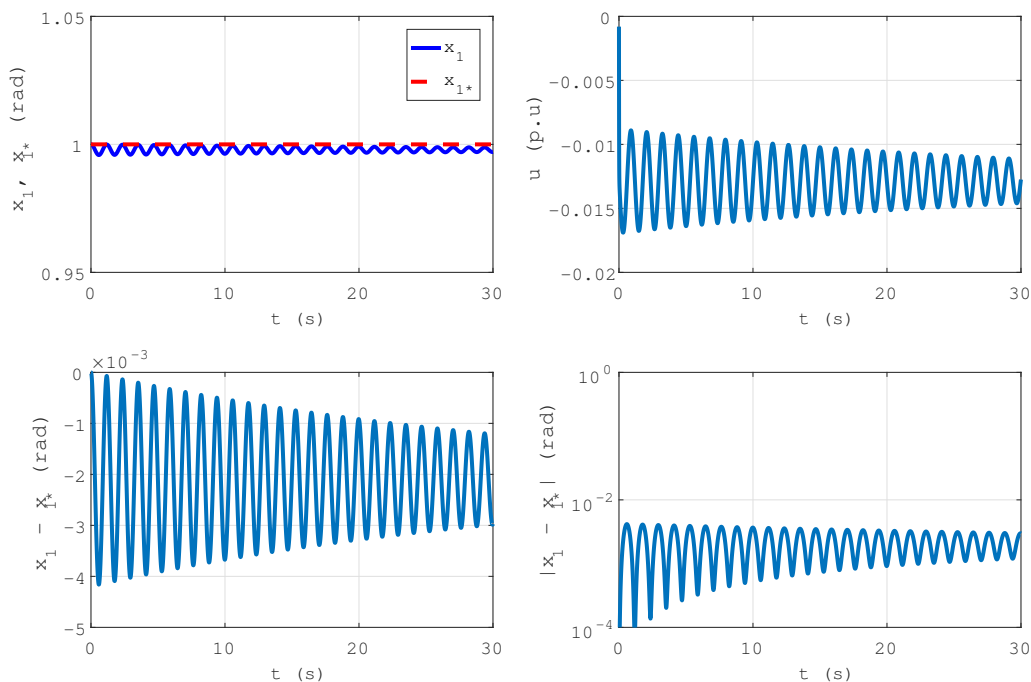 1.05
1
0.95
x₁, x₁* (rad)
0 10 20 30
t (s)
x₁
x₁*
0
-0.005
-0.01
-0.015
-0.02
u (p.u)
0 10 20 30
t (s)
×10⁻³
0
-1
-2
-3
-4
-5
x₁ - x₁* (rad)
0 10 20 30
t (s)
10⁰
10⁻²
10⁻⁴
|x₁ - x₁*| (rad)
0 10 20 30
t (s)